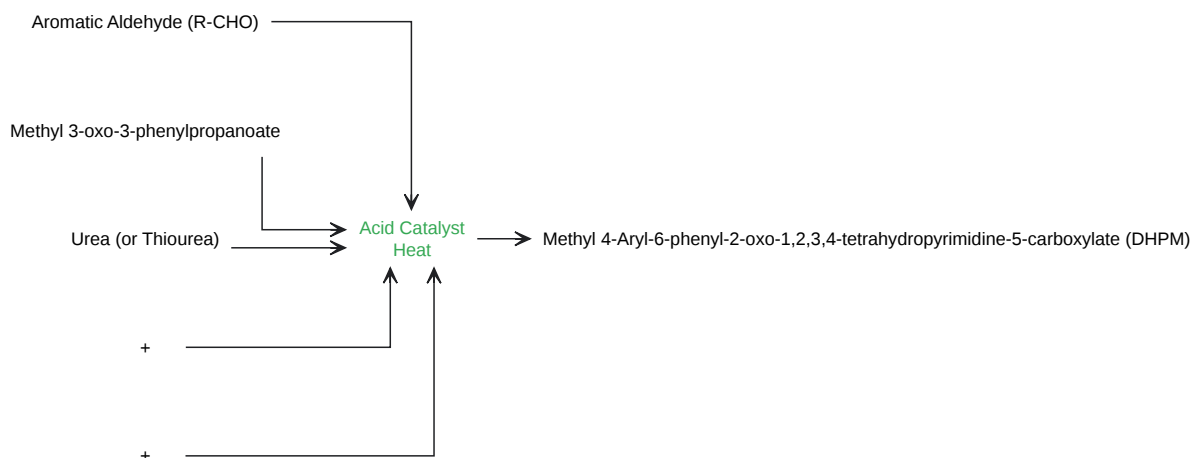 Aromatic Aldehyde (R-CHO)
Methyl 3-oxo-3-phenylpropanoate
Urea (or Thiourea)
Acid Catalyst
Heat
Methyl 4-Aryl-6-phenyl-2-oxo-1,2,3,4-tetrahydropyrimidine-5-carboxylate (DHPM)
+
+